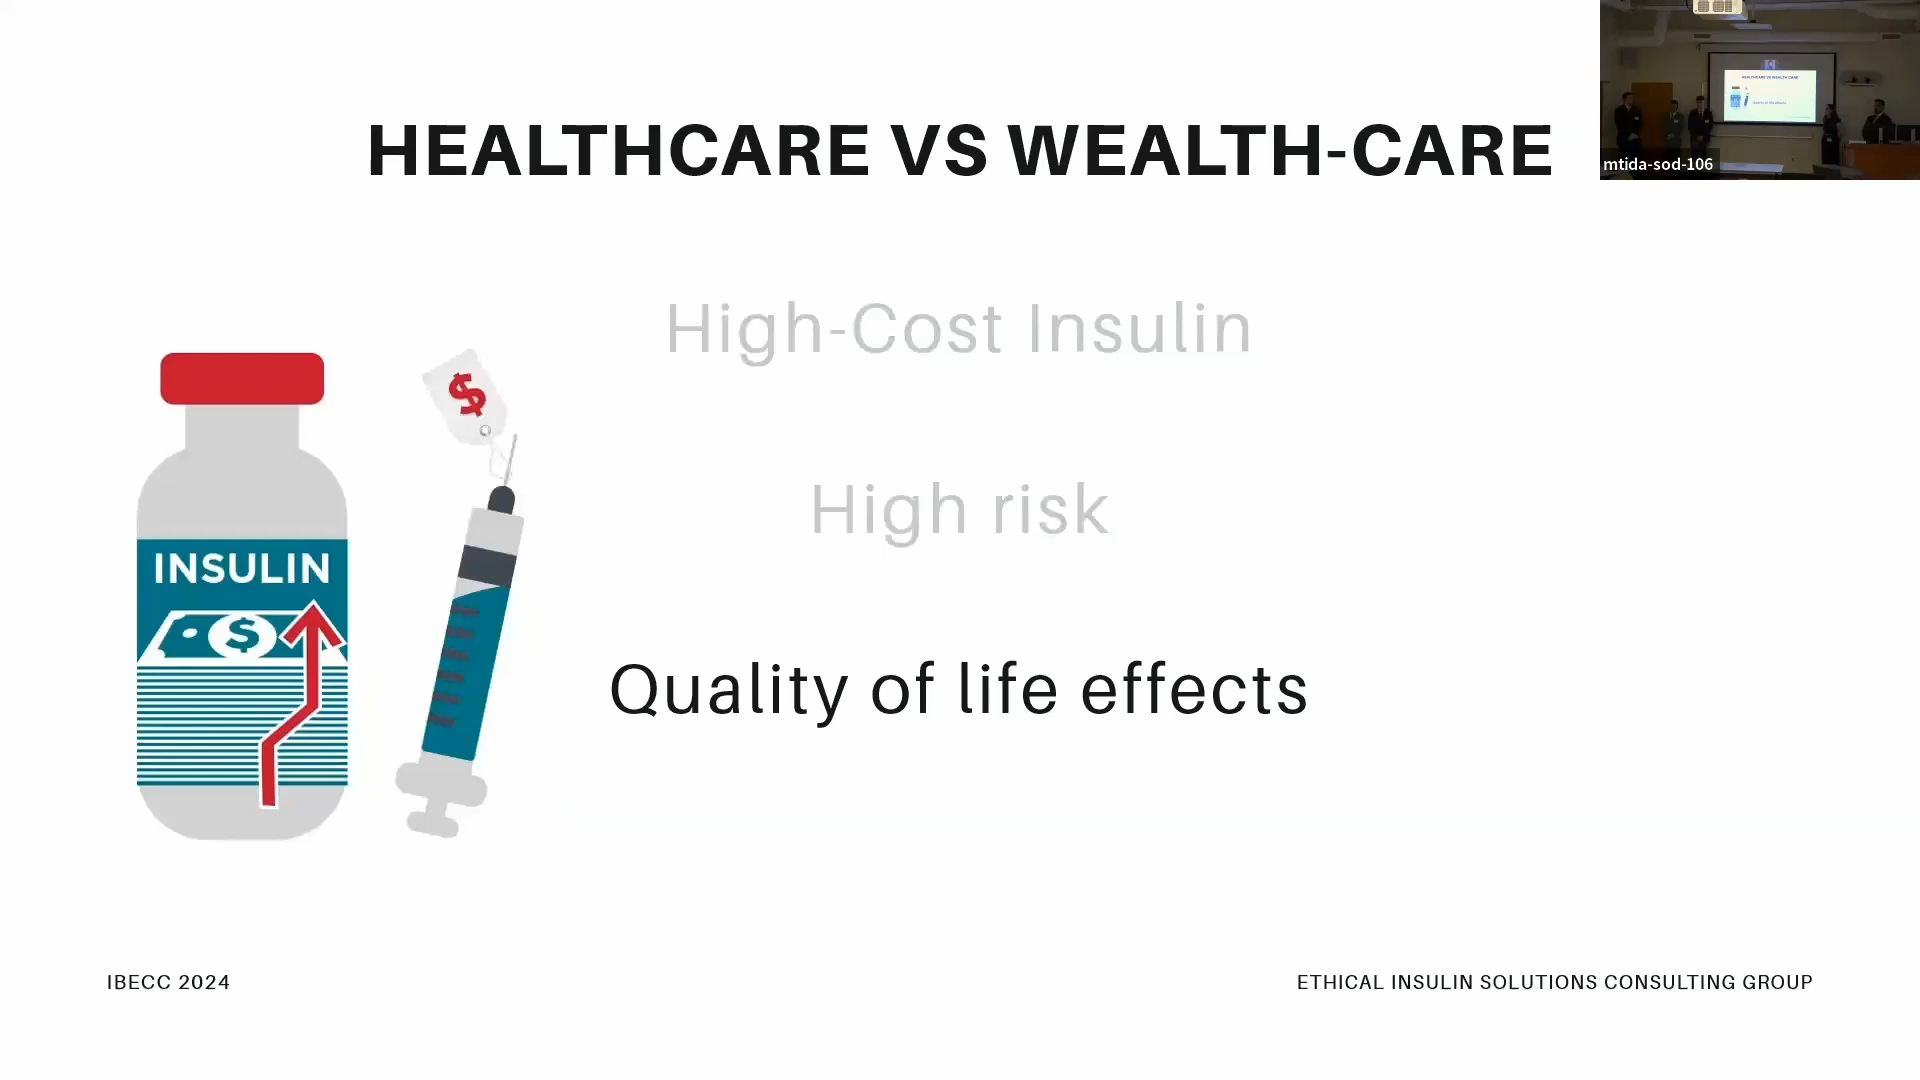 HEALTHCARE VS WEALTH-CARE
mtida-sod-106
High-Cost Insulin
$
High risk
INSULIN
$
Quality of life effects
IBECC 2024
ETHICAL INSULIN SOLUTIONS CONSULTING GROUP